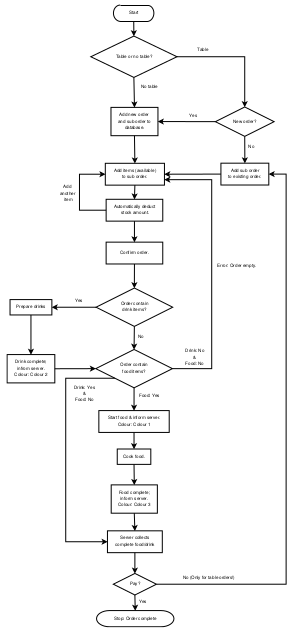 Start
Table or no table?
Table
No table
Add new order
and sub order to
database.
Yes
New order?
No
Add items (available)
to sub order.
Add sub order
to existing order.
Add
another
item
Automatically deduct
stock amount.
Confirm order.
Error: Order empty.
Order contain
drink items?
Yes
Prepare drinks
No
Drink: No
&
Food: No
Drink complete
inform server.
Colour: Colour 2
Order contain
food items?
Drink: Yes
&
Food: No
Food: Yes
Start food & inform server.
Colour: Colour 1
Cook food.
Food complete;
inform server.
Colour: Colour 3
Server collects
complete food/drink
Pay?
No (Only for table orders!)
Yes
Stop: Order complete